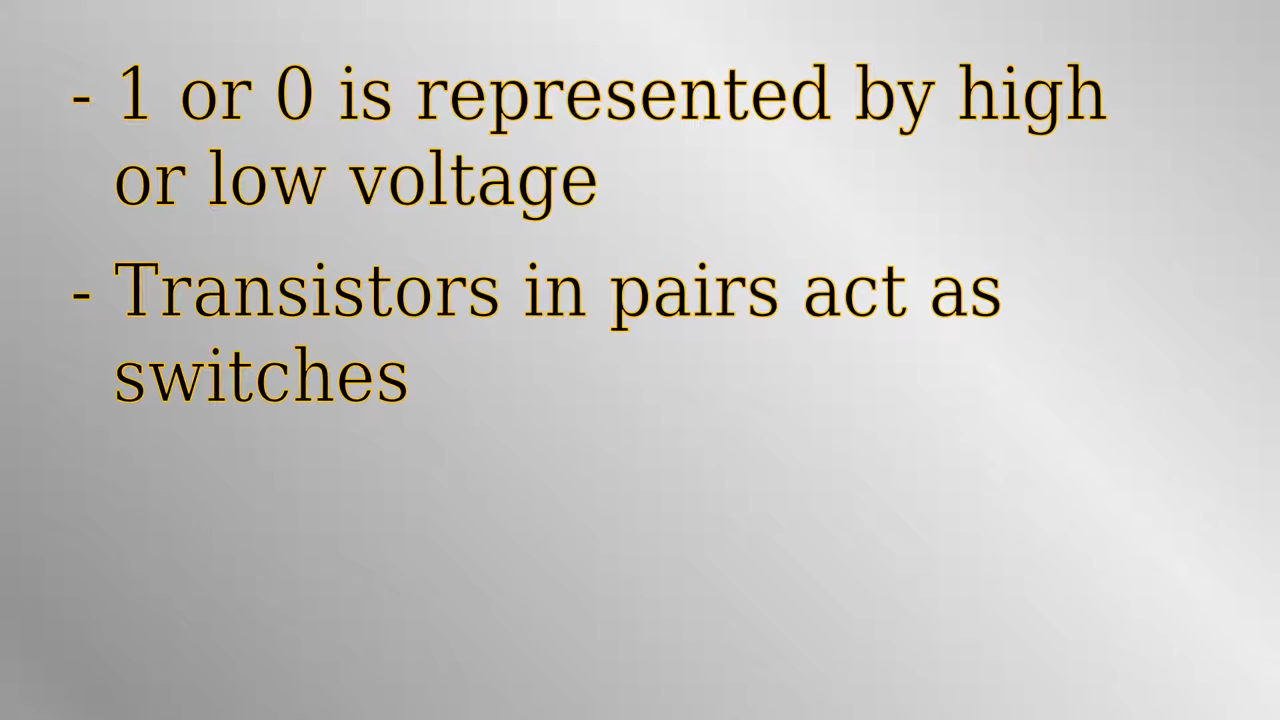 - 1 or 0 is represented by high
or low voltage
- Transistors in pairs act as
switches